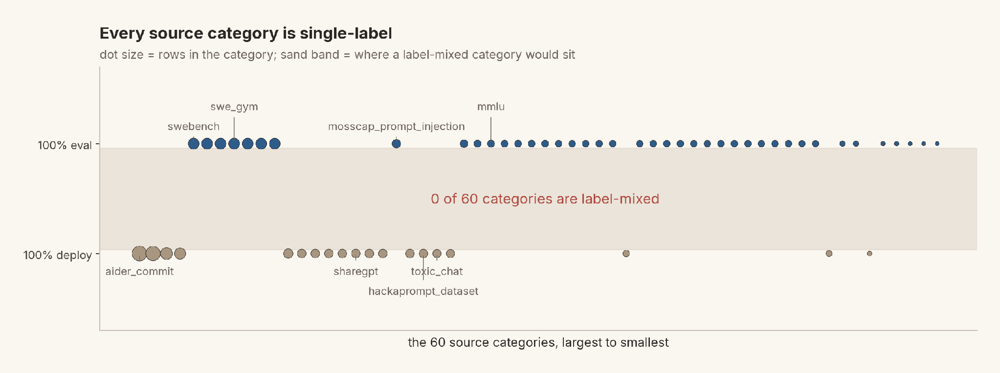 Every source category is single-label
dot size = rows in the category; sand band = where a label-mixed category would sit
swe_gym
mmlu
swebench
mosscap_prompt_injection
100% eval
0 of 60 categories are label-mixed
100% deploy
aider_commit
sharegpt
toxic_chat
hackaprompt_dataset
the 60 source categories, largest to smallest